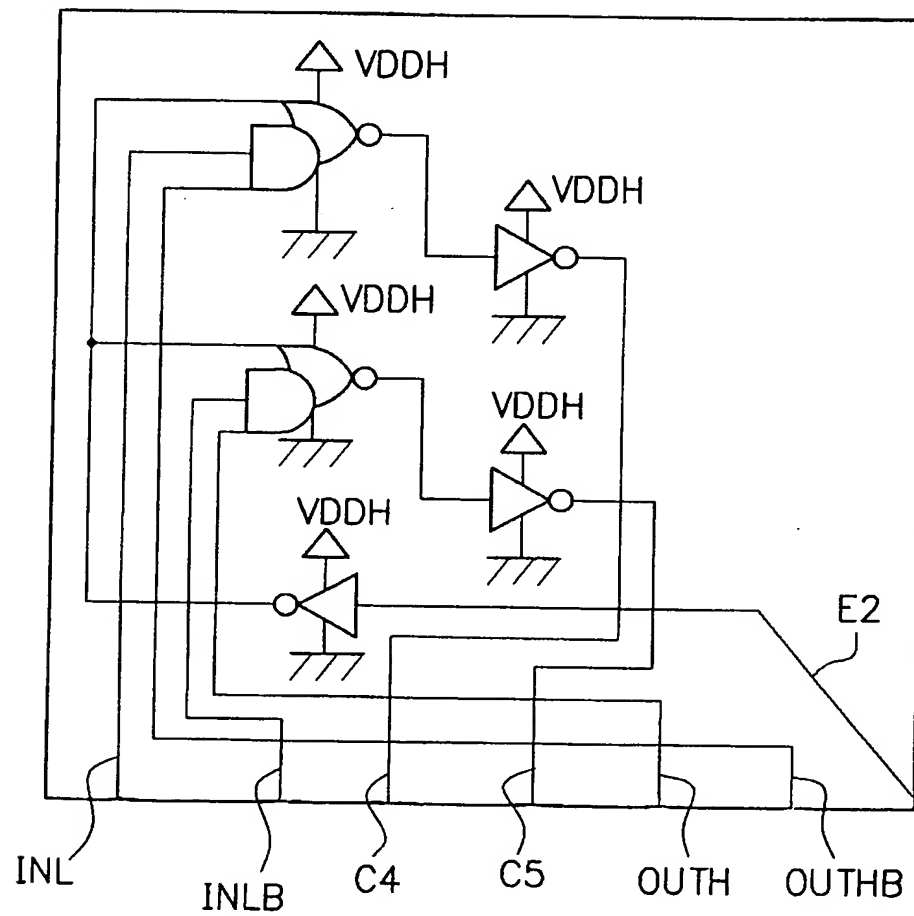 VDDH
VDDH
VDDH
VDDH
VDDH
E2
INL
INLB
C4
C5
OUTH
OUTHB